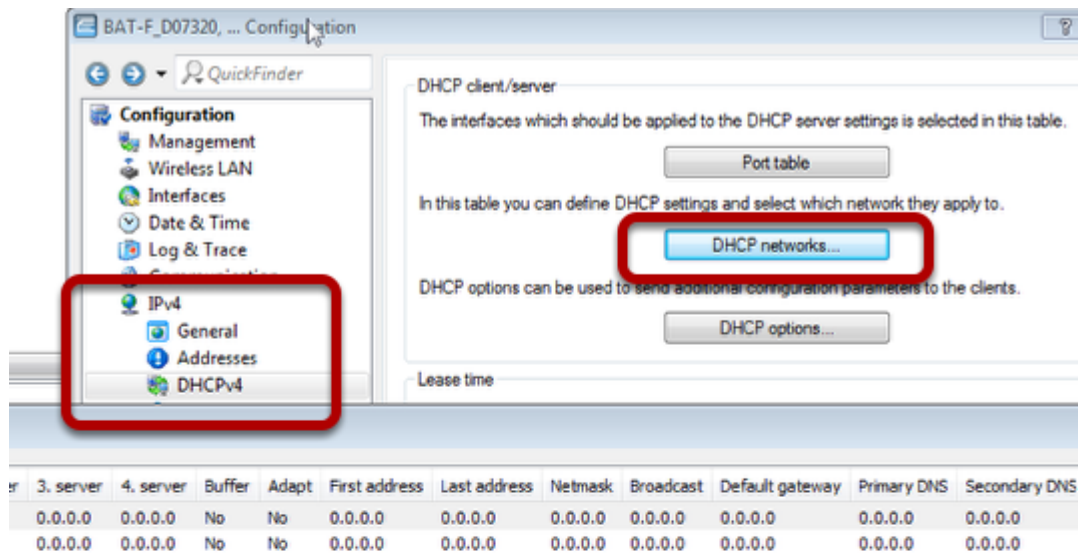 BAT-F_D07320, ... Configuration
QuickFinder
Configuration
Management
Wireless LAN
Interfaces
Date & Time
Log & Trace
Communication
IPv4
General
Addresses
DHCPv4
DHCP client/server
The interfaces which should be applied to the DHCP server settings is selected in this table.
Port table
In this table you can define DHCP settings and select which network they apply to.
DHCP networks...
DHCP options can be used to send additional configuration parameters to the clients.
DHCP options...
Lease time
3. server 4. server Buffer Adapt First address Last address Netmask Broadcast Default gateway Primary DNS Secondary DNS
0.0.0.0 0.0.0.0 No No 0.0.0.0 0.0.0.0 0.0.0.0 0.0.0.0 0.0.0.0 0.0.0.0 0.0.0.0
0.0.0.0 0.0.0.0 No No 0.0.0.0 0.0.0.0 0.0.0.0 0.0.0.0 0.0.0.0 0.0.0.0 0.0.0.0